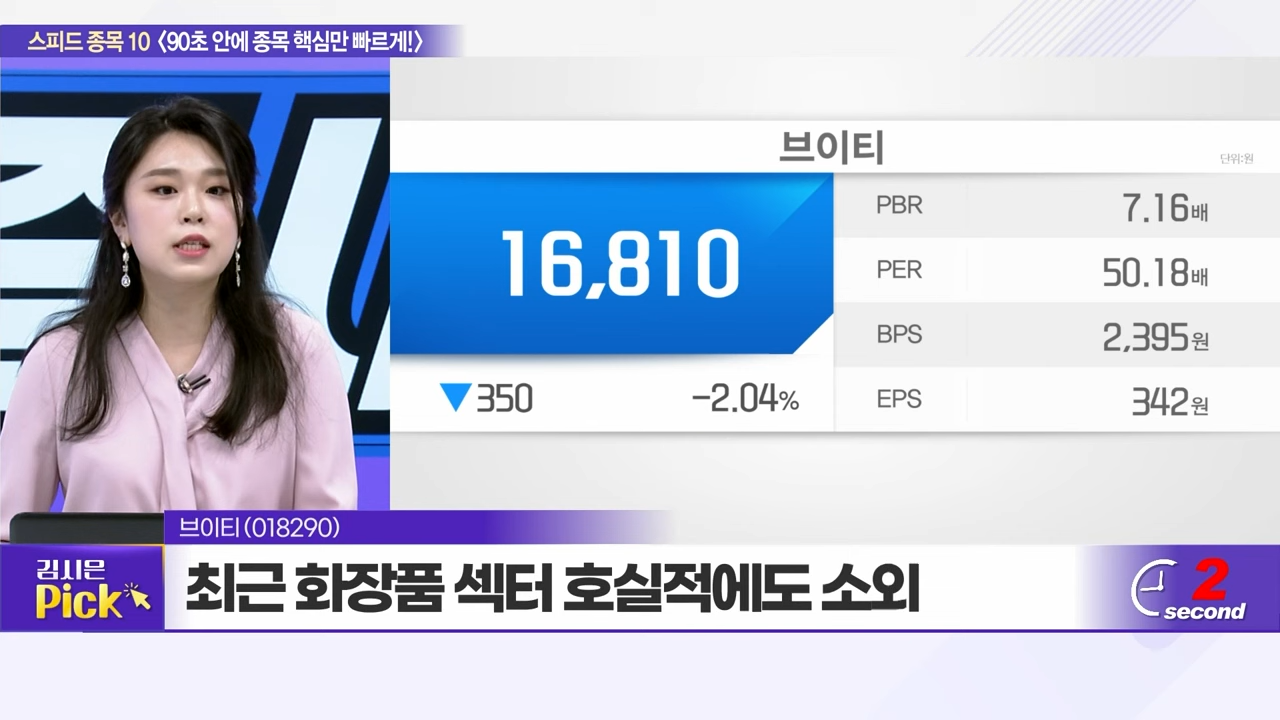 스피드 종목 10 〈90초 안에 종목 핵심만 빠르게!〉
브이티
단위:원
16,810
▼350 -2.04%
PBR 7.16배
PER 50.18배
BPS 2,395원
EPS 342원
브이티(018290)
김시은 Pick
최근 화장품 섹터 호실적에도 소외
2 second